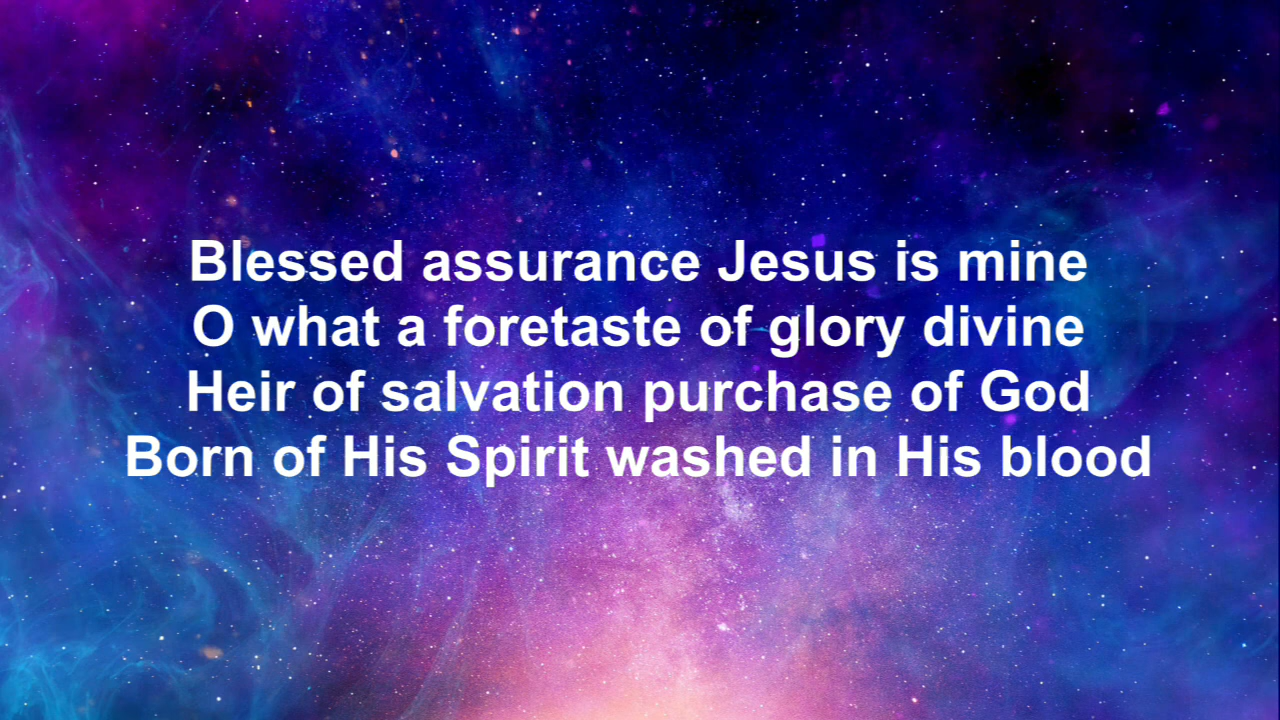 Blessed assurance Jesus is mine
O what a foretaste of glory divine
Heir of salvation purchase of God
Born of His Spirit washed in His blood